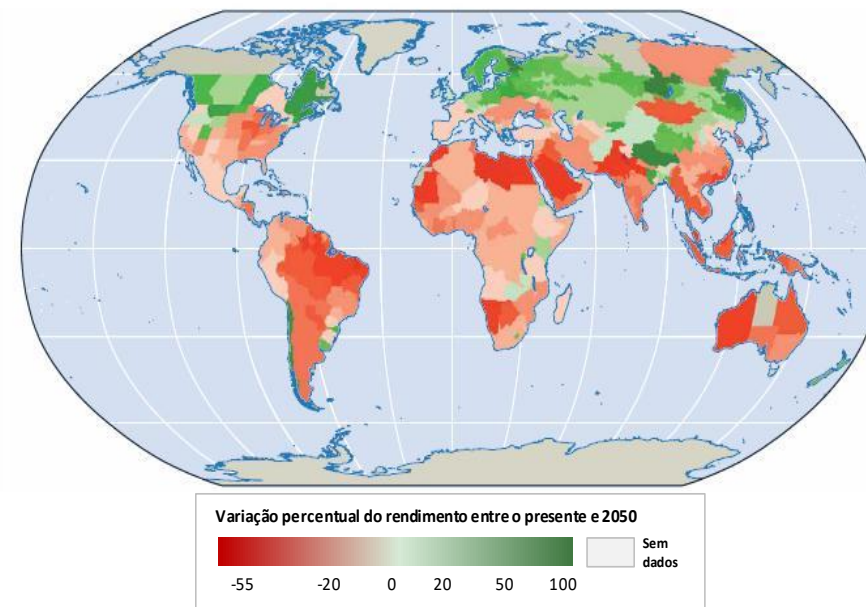 Variação percentual do rendimento entre o presente e 2050
Sem
dados
-55 -20 0 20 50 100